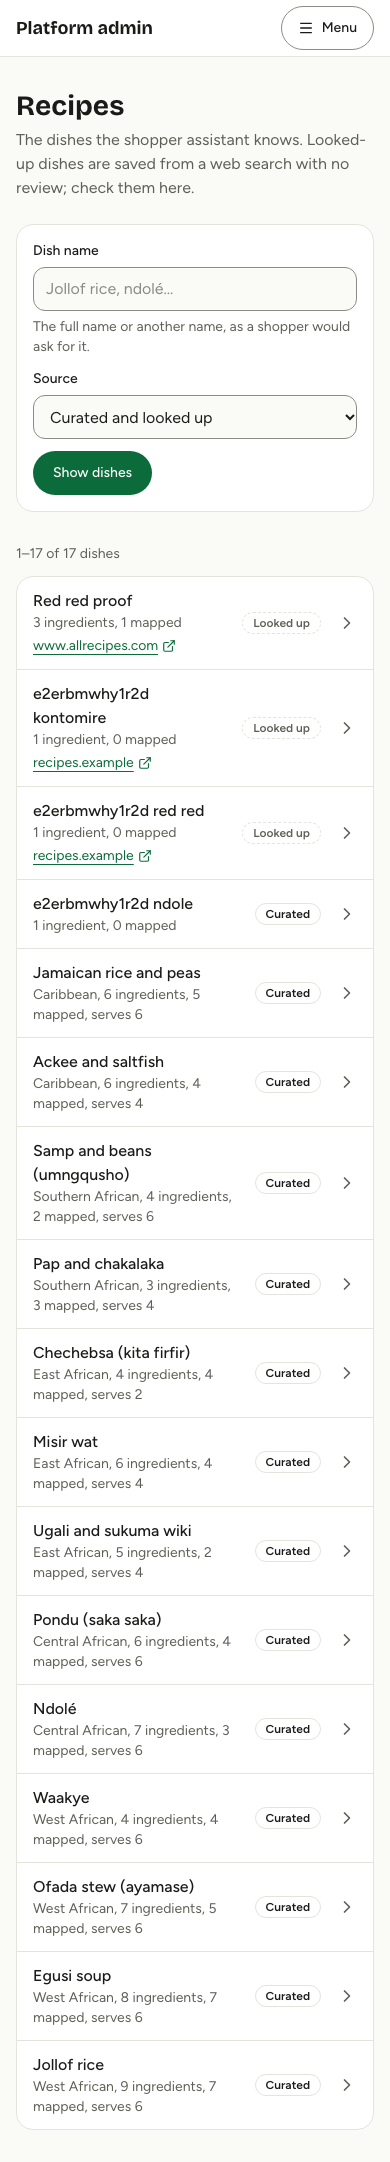 Platform admin
Menu
Recipes
The dishes the shopper assistant knows. Looked-
up dishes are saved from a web search with no
review; check them here.
Dish name
Jollof rice, ndolé…
The full name or another name, as a shopper would
ask for it.
Source
Curated and looked up
Show dishes
1–17 of 17 dishes
Red red proof
3 ingredients, 1 mapped
www.allrecipes.com
Looked up
e2erbmwhy1r2d
kontomire
1 ingredient, 0 mapped
recipes.example
Looked up
e2erbmwhy1r2d red red
1 ingredient, 0 mapped
recipes.example
Looked up
e2erbmwhy1r2d ndole
1 ingredient, 0 mapped
Curated
Jamaican rice and peas
Caribbean, 6 ingredients, 5
mapped, serves 6
Curated
Ackee and saltfish
Caribbean, 6 ingredients, 4
mapped, serves 4
Curated
Samp and beans
(umngqusho)
Southern African, 4 ingredients,
2 mapped, serves 6
Curated
Pap and chakalaka
Southern African, 3 ingredients,
3 mapped, serves 4
Curated
Chechebsa (kita firfir)
East African, 4 ingredients, 4
mapped, serves 2
Curated
Misir wat
East African, 6 ingredients, 4
mapped, serves 4
Curated
Ugali and sukuma wiki
East African, 5 ingredients, 2
mapped, serves 4
Curated
Pondu (saka saka)
Central African, 6 ingredients, 4
mapped, serves 6
Curated
Ndolé
Central African, 7 ingredients, 3
mapped, serves 6
Curated
Waakye
West African, 4 ingredients, 4
mapped, serves 6
Curated
Ofada stew (ayamase)
West African, 7 ingredients, 5
mapped, serves 6
Curated
Egusi soup
West African, 8 ingredients, 7
mapped, serves 6
Curated
Jollof rice
West African, 9 ingredients, 7
mapped, serves 6
Curated